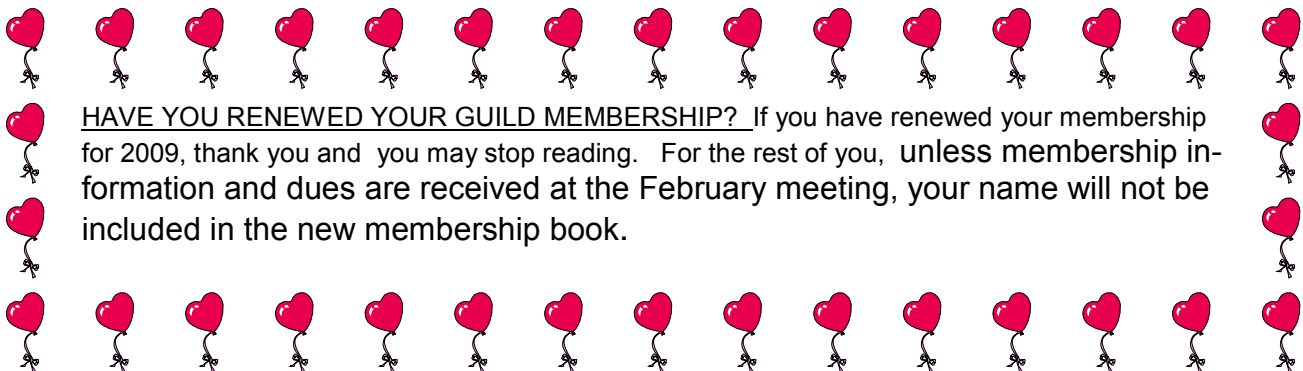 HAVE YOU RENEWED YOUR GUILD MEMBERSHIP? If you have renewed your membership
for 2009, thank you and you may stop reading. For the rest of you, unless membership in-
formation and dues are received at the February meeting, your name will not be
included in the new membership book.